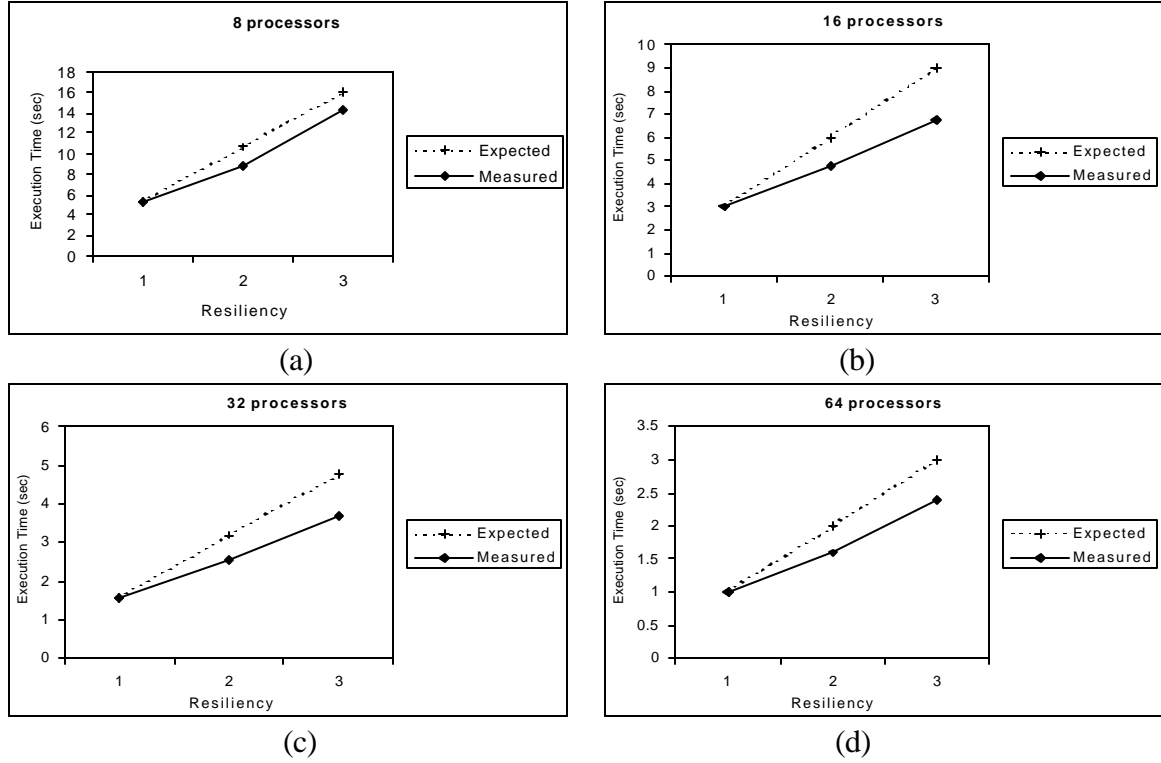 8 processors
Execution Time (sec)
18
16
14
12
10
8
6
4
2
0
1 2 3
Resiliency
Expected
Measured
(a)
16 processors
Execution Time (sec)
10
9
8
7
6
5
4
3
2
1
0
1 2 3
Resiliency
Expected
Measured
(b)
32 processors
Execution Time (sec)
6
5
4
3
2
1
0
1 2 3
Resiliency
Expected
Measured
(c)
64 processors
Execution Time (sec)
3.5
3
2.5
2
1.5
1
0.5
0
1 2 3
Resiliency
Expected
Measured
(d)